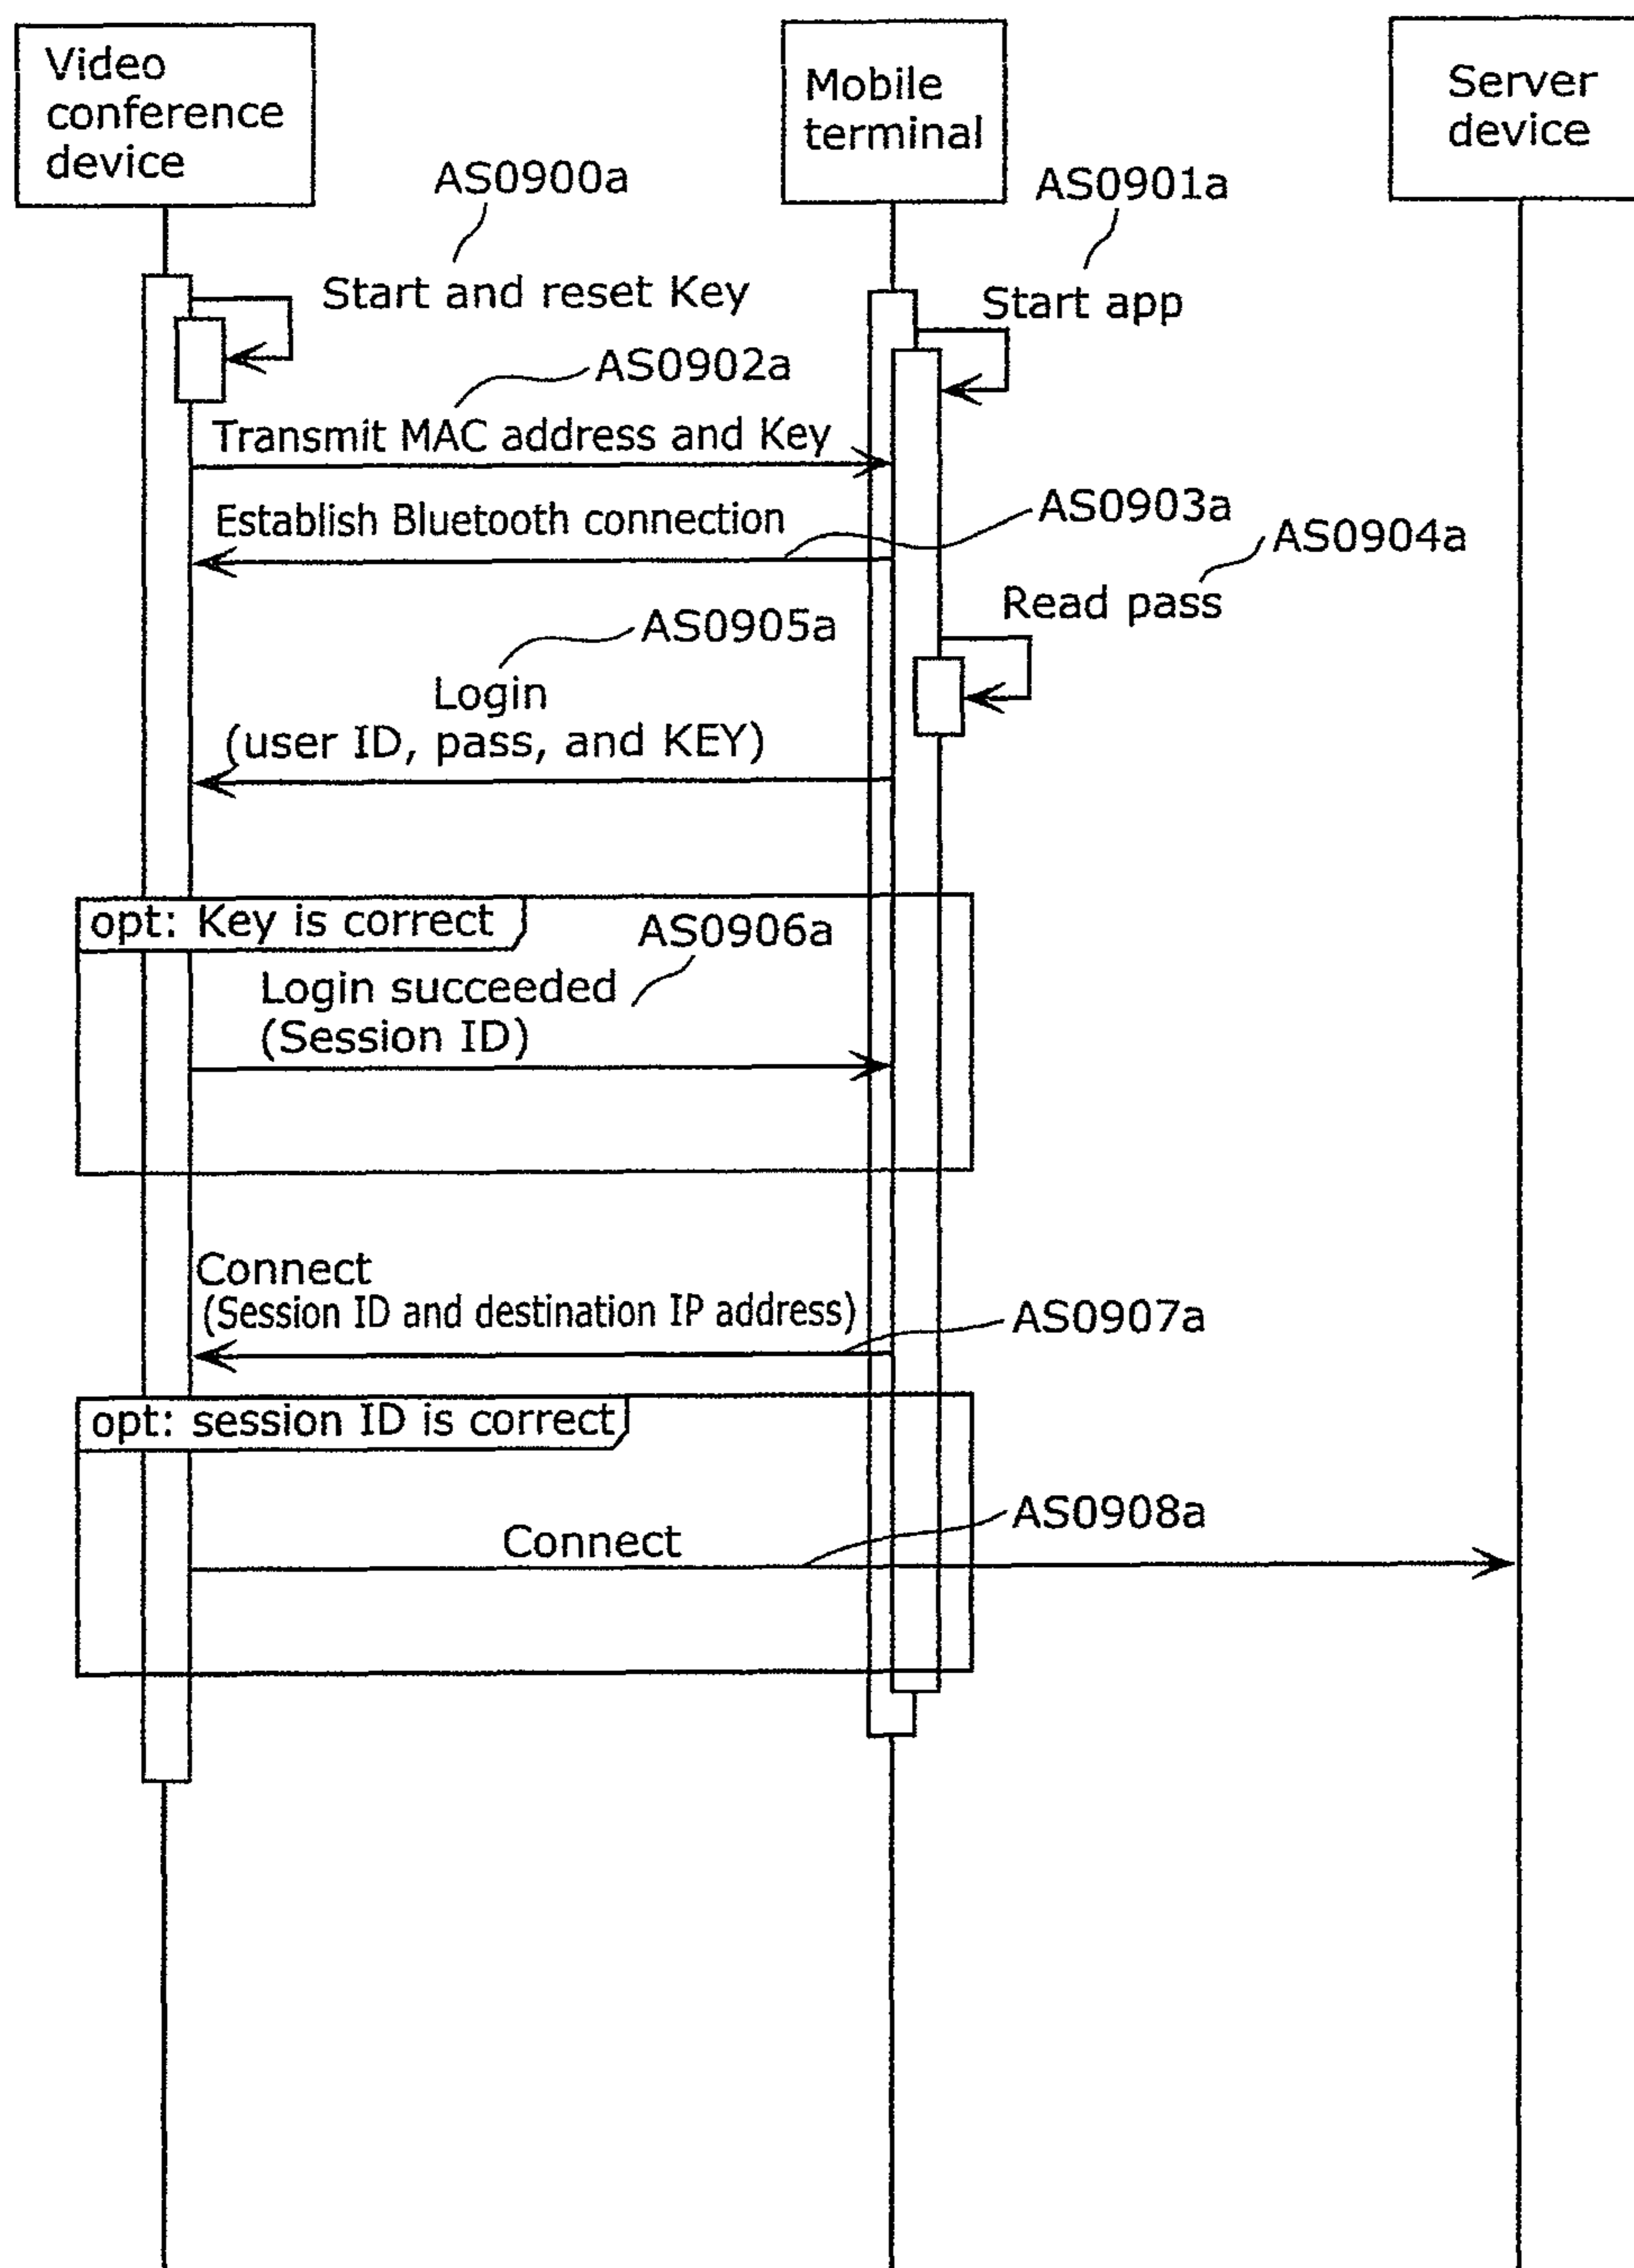 Video
conference
device
Mobile
terminal
Server
device
AS0900a
AS0901a
Start and reset Key
Start app
AS0902a
Transmit MAC address and Key
AS0903a
Establish Bluetooth connection
AS0904a
Read pass
AS0905a
Login
(user ID, pass, and KEY)
opt: Key is correct
AS0906a
Login succeeded
(Session ID)
Connect
(Session ID and destination IP address)
AS0907a
opt: session ID is correct
AS0908a
Connect